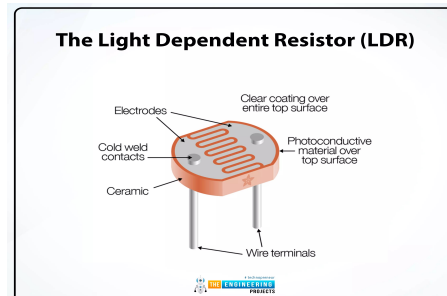 The Light Dependent Resistor (LDR)
Clear coating over
entire top surface
Electrodes
Cold weld
contacts
Photoconductive
material over
top surface
Ceramic
Wire terminals
THE ENGINEERING
PROJECTS